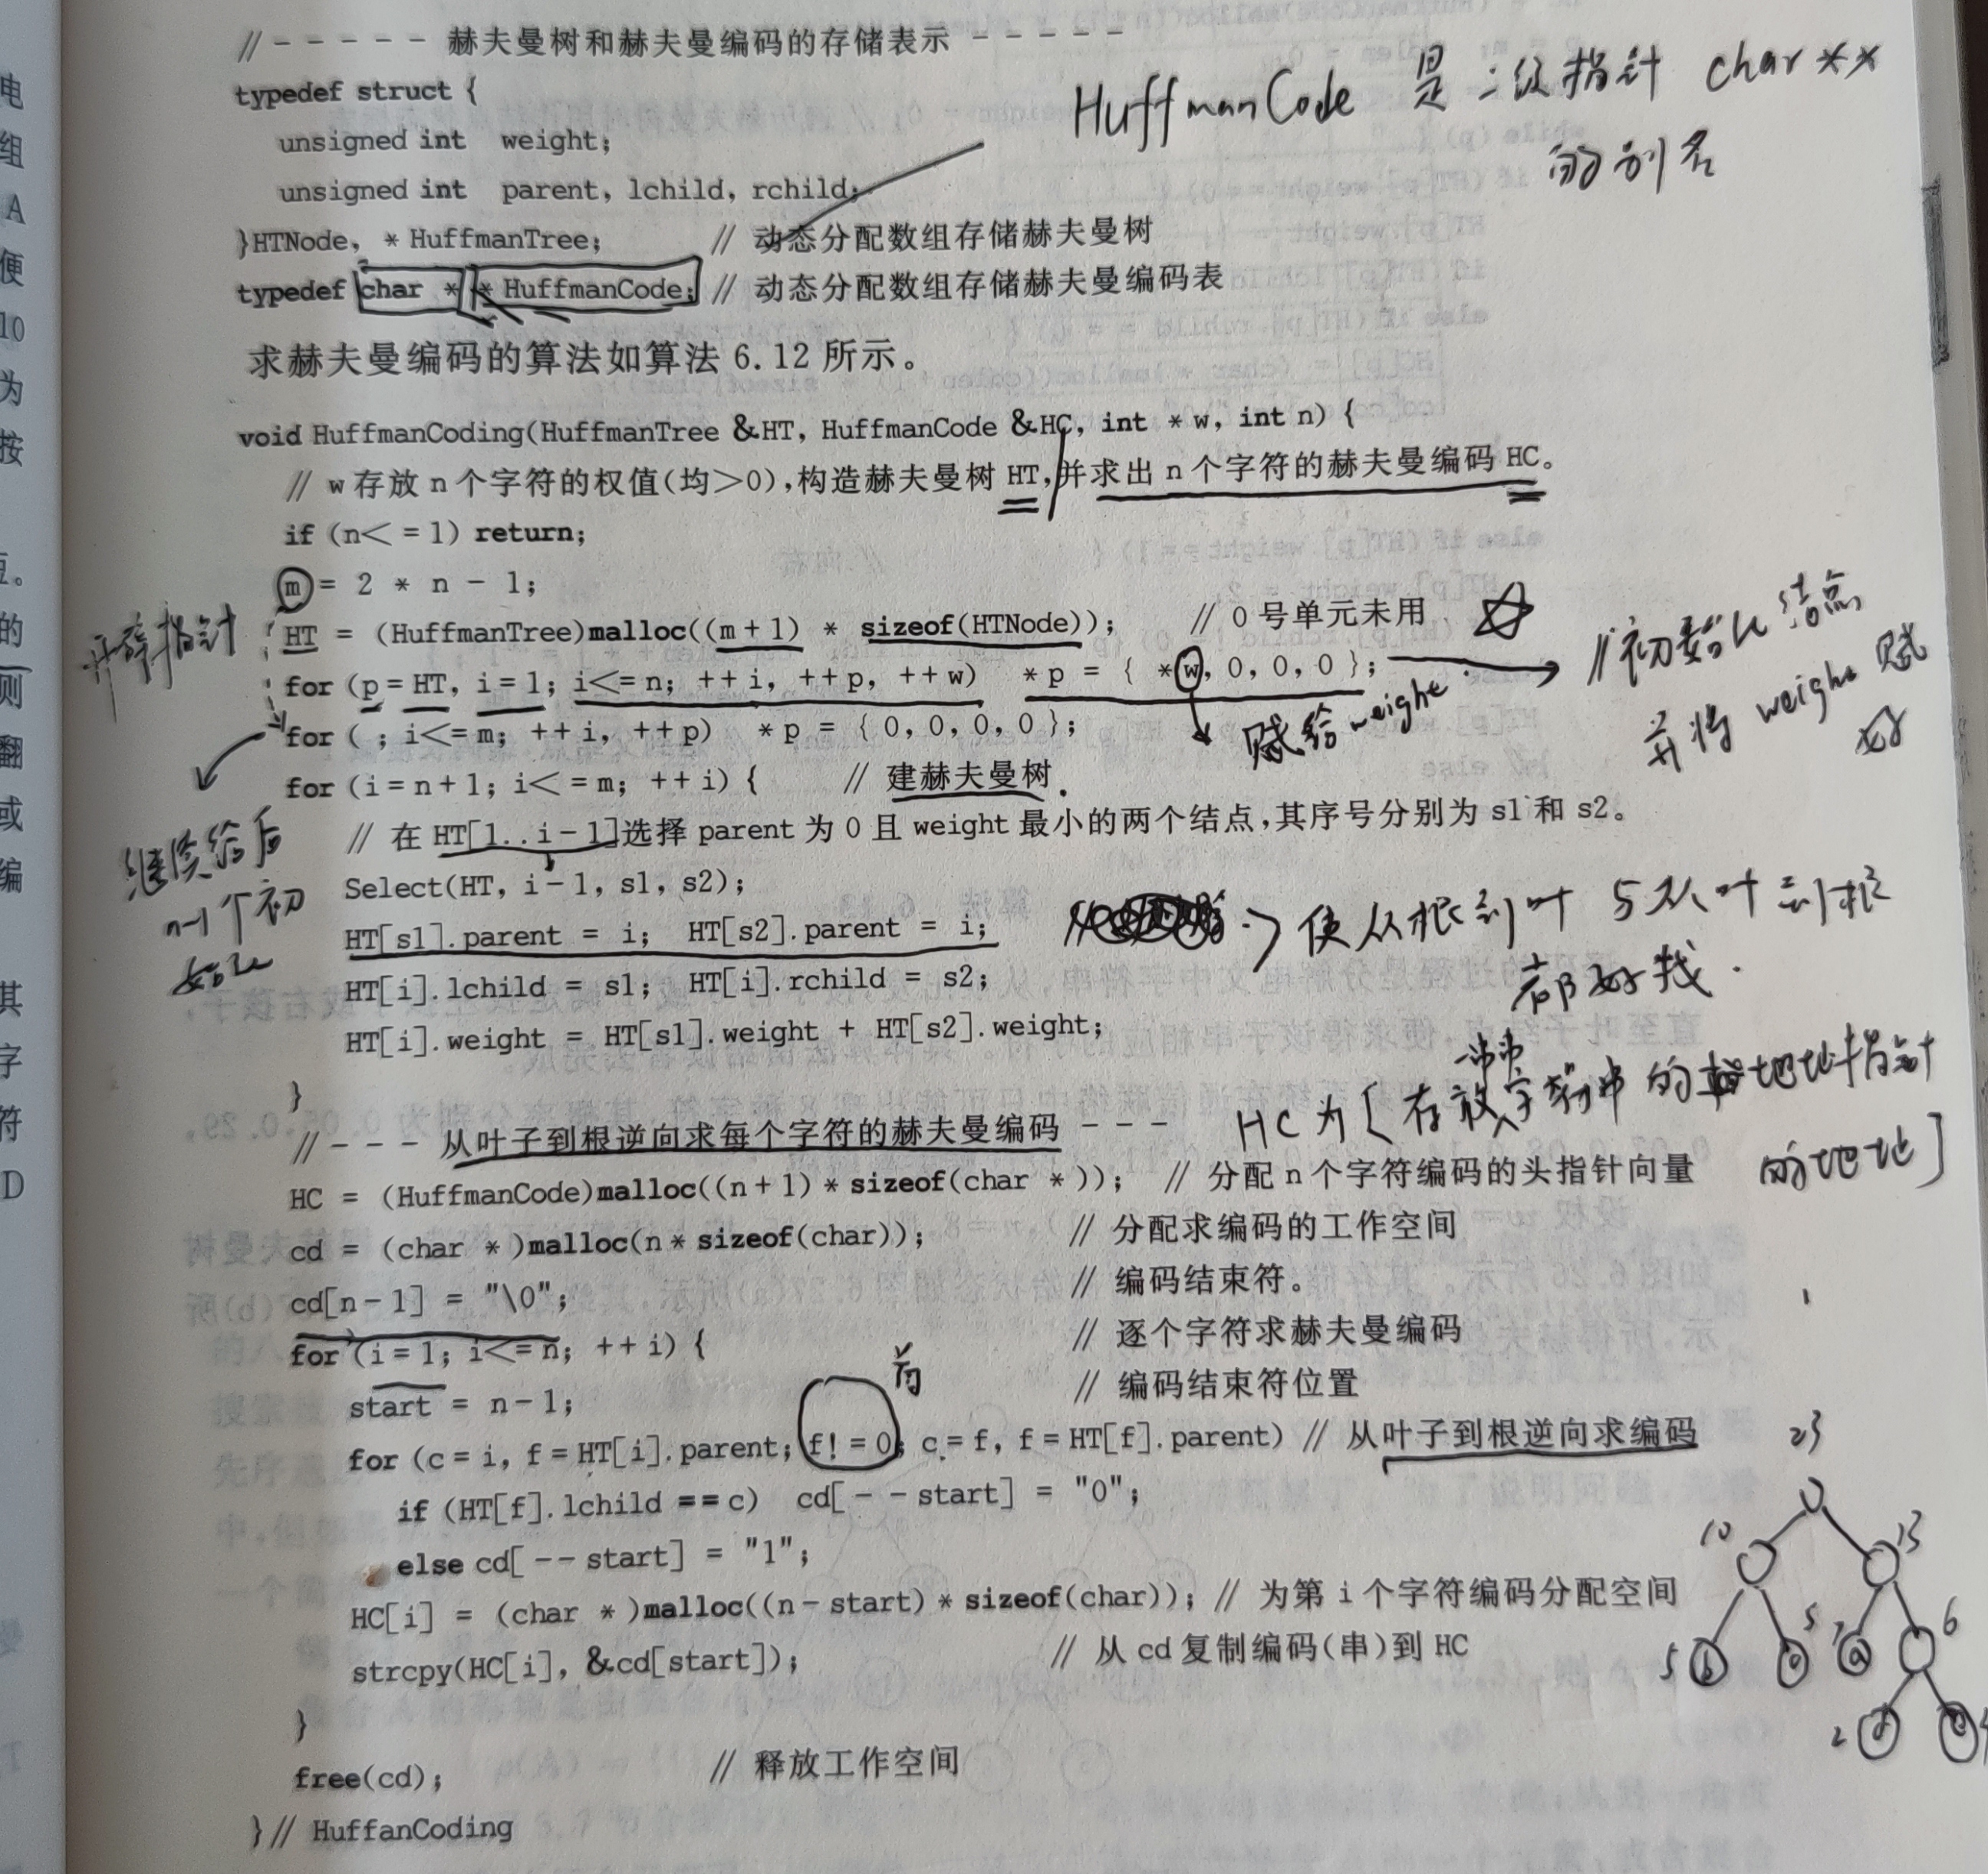 // - - - - - 赫夫曼树和赫夫曼编码的存储表示 - - - - -
typedef struct {
unsigned int weight;
unsigned int parent, lchild, rchild;
}HTNode, * HuffmanTree; // 动态分配数组存储赫夫曼树
typedef char * * HuffmanCode; // 动态分配数组存储赫夫曼编码表
HuffmanCode 是二级指针 char **
的别名
求赫夫曼编码的算法如算法 6.12 所示。
void HuffmanCoding(HuffmanTree &HT, HuffmanCode &HC, int * w, int n) {
// w 存放 n 个字符的权值(均>0),构造赫夫曼树 HT,并求出 n 个字符的赫夫曼编码 HC。
if (n<= 1) return;
m = 2 * n - 1;
HT = (HuffmanTree)malloc((m+1) * sizeof(HTNode)); // 0 号单元未用
for (p = HT, i = 1; i<= n; ++i, ++p, ++w) *p = { *w, 0, 0, 0 };
for ( ; i<= m; ++i, ++p) *p = { 0, 0, 0, 0 };
赋给
//初始化结点
并将 weight 赋
好
for (i = n+1; i<= m; ++i) { // 建赫夫曼树
// 在 HT[1..i-1]选择 parent 为 0 且 weight 最小的两个结点,其序号分别为 s1 和 s2。
继续给后
n-1个初
始化
Select(HT, i-1, s1, s2);
HT[s1].parent = i; HT[s2].parent = i;
使从根到叶 与从叶到根
都好找.
HT[i].lchild = s1; HT[i].rchild = s2;
HT[i].weight = HT[s1].weight + HT[s2].weight;
}
// - - - 从叶子到根逆向求每个字符的赫夫曼编码 - - -
HC 为 [存放字符串的地址指针
的地址]
HC = (HuffmanCode)malloc((n+1) * sizeof(char * )); // 分配 n 个字符编码的头指针向量
cd = (char * )malloc(n * sizeof(char)); // 分配求编码的工作空间
cd[n-1] = "\0"; // 编码结束符。
for (i = 1; i<= n; ++i) { // 逐个字符求赫夫曼编码
start = n-1; // 编码结束符位置
for (c = i, f = HT[i].parent; f! = 0; c = f, f = HT[f].parent) // 从叶子到根逆向求编码
if (HT[f].lchild == c) cd[--start] = "0";
else cd[--start] = "1";
HC[i] = (char * )malloc((n-start) * sizeof(char)); // 为第 i 个字符编码分配空间
strcpy(HC[i], &cd[start]); // 从 cd 复制编码(串)到 HC
}
free(cd); // 释放工作空间
}// HuffanCoding
23
10 13
5 5 7 6
2 4
电
组
A
便
10
为
按
的
则
翻
或
编
其
字
符
D